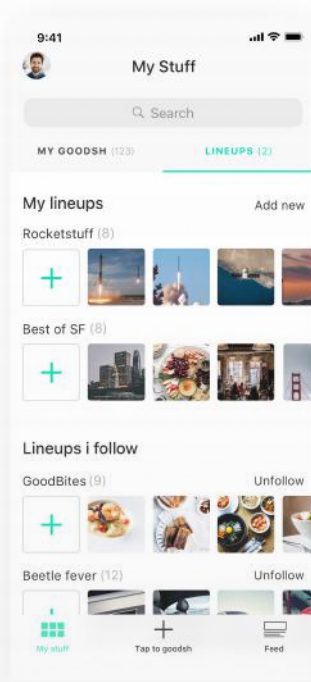 9:41
My Stuff
Search
MY GOODSH (123)
LINEUPS (2)
My lineups
Add new
Rocketstuff (8)
Best of SF (8)
Lineups i follow
GoodBites (9)
Unfollow
Beetle fever (12)
Unfollow
My stuff
Tap to goodsh
Feed